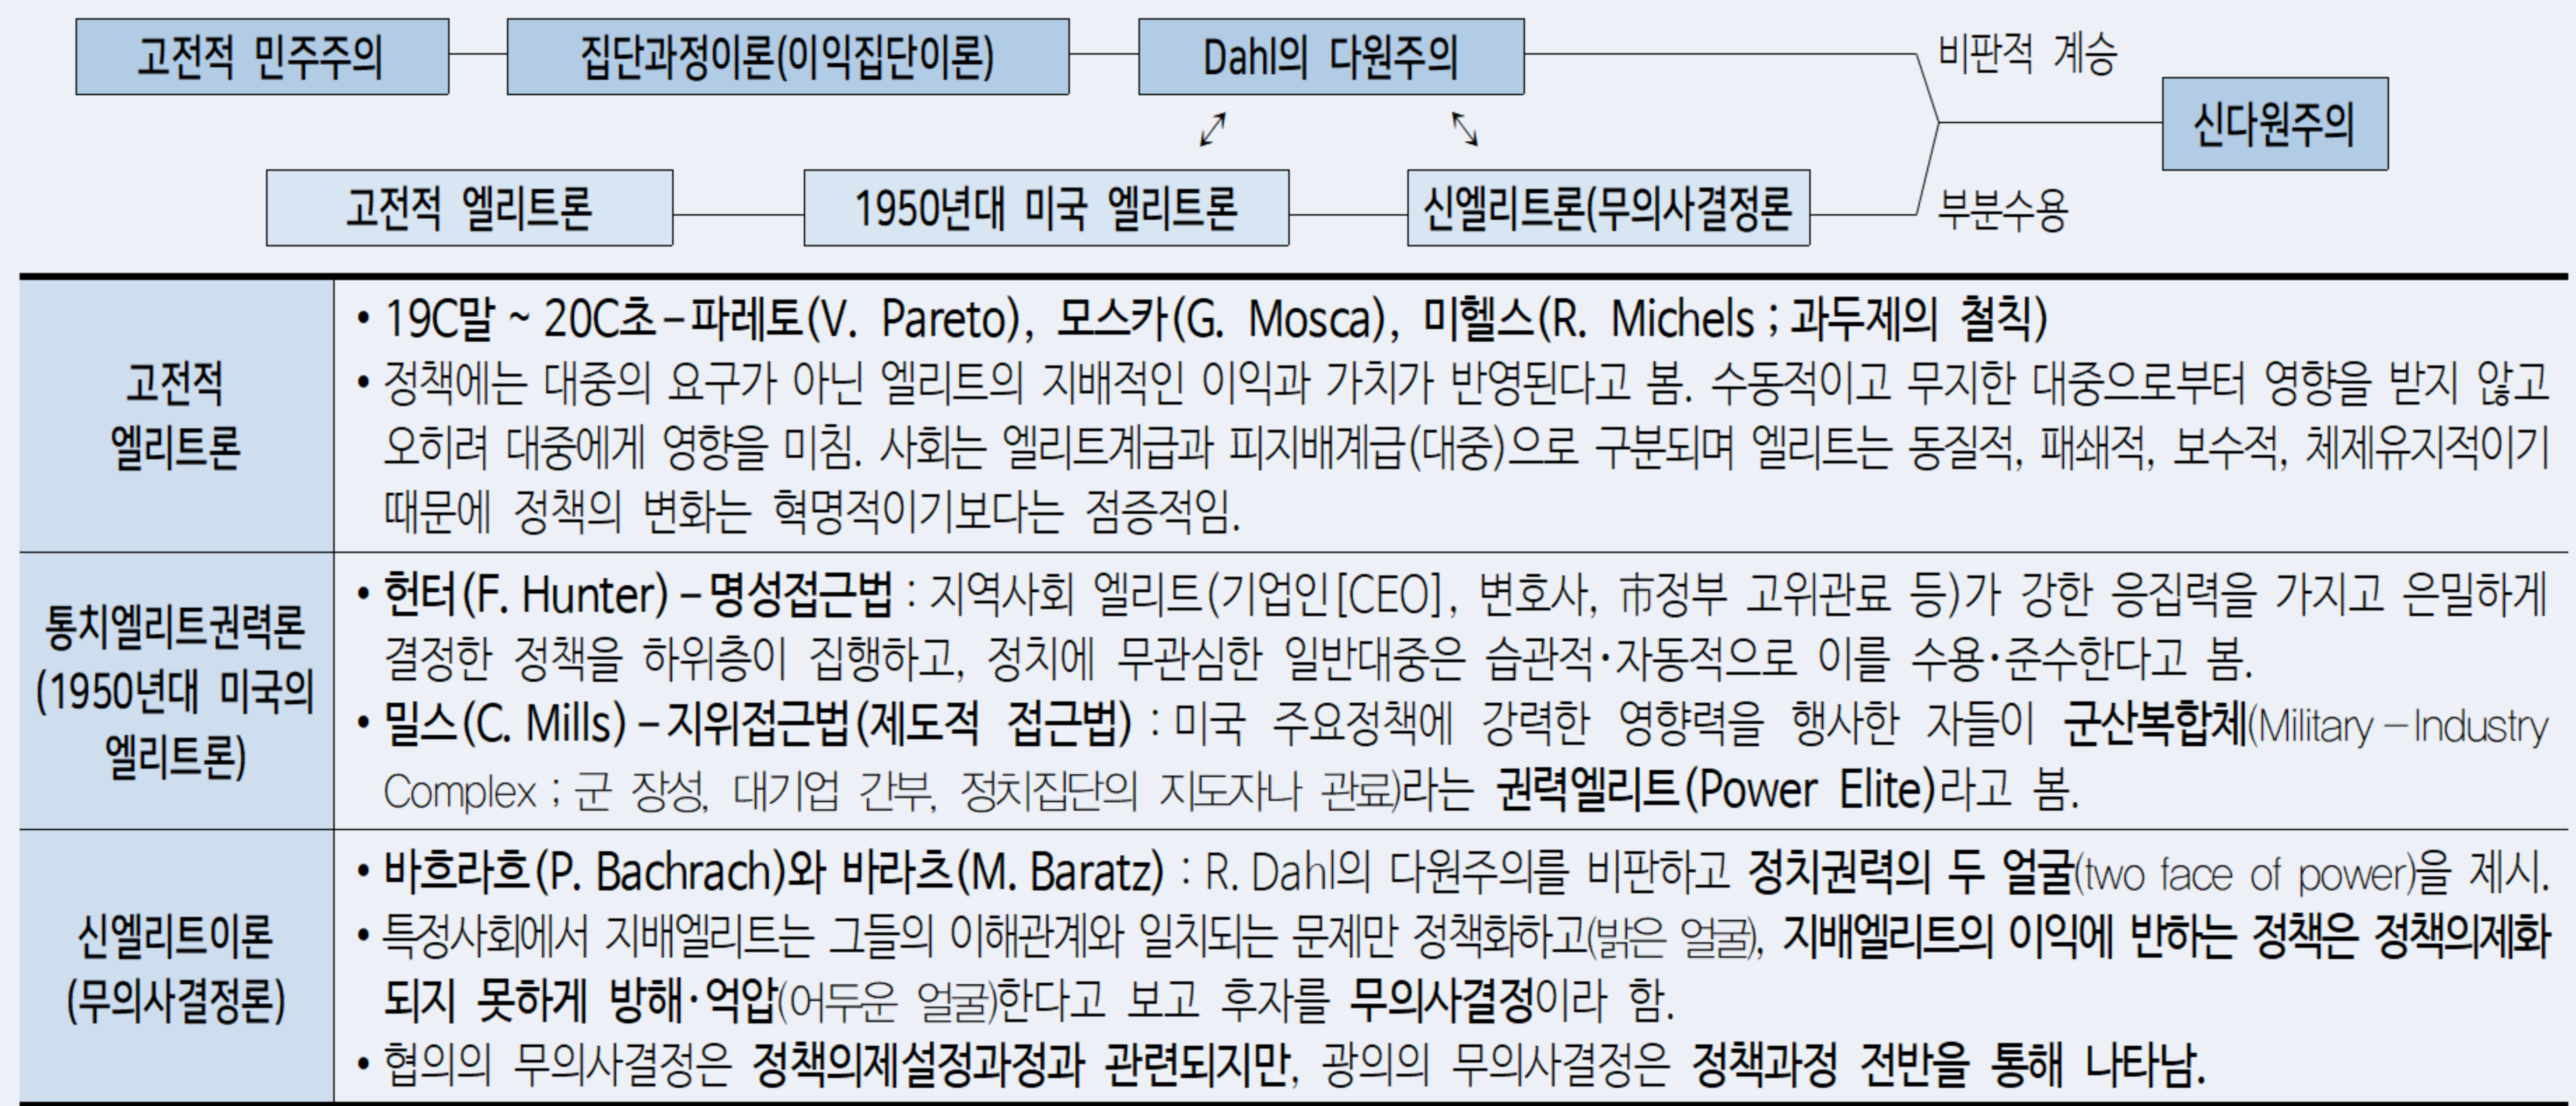 고전적 민주주의
집단과정이론(이익집단이론)
Dahl의 다원주의
비판적 계승
신다원주의
고전적 엘리트론
1950년대 미국 엘리트론
신엘리트론(무의사결정론
부분수용
고전적
엘리트론
• 19C말 ~ 20C초 – 파레토(V. Pareto), 모스카(G. Mosca), 미헬스(R. Michels ; 과두제의 철칙)
• 정책에는 대중의 요구가 아닌 엘리트의 지배적인 이익과 가치가 반영된다고 봄. 수동적이고 무지한 대중으로부터 영향을 받지 않고
오히려 대중에게 영향을 미침. 사회는 엘리트계급과 피지배계급(대중)으로 구분되며 엘리트는 동질적, 패쇄적, 보수적, 체제유지적이기
때문에 정책의 변화는 혁명적이기보다는 점증적임.
통치엘리트권력론
(1950년대 미국의
엘리트론)
• 헌터(F. Hunter) – 명성접근법 : 지역사회 엘리트(기업인[CEO], 변호사, 市정부 고위관료 등)가 강한 응집력을 가지고 은밀하게
결정한 정책을 하위층이 집행하고, 정치에 무관심한 일반대중은 습관적·자동적으로 이를 수용·준수한다고 봄.
• 밀스(C. Mills) – 지위접근법(제도적 접근법) : 미국 주요정책에 강력한 영향력을 행사한 자들이 군산복합체(Military – Industry
Complex ; 군 장성, 대기업 간부, 정치집단의 지도자나 관료)라는 권력엘리트(Power Elite)라고 봄.
신엘리트이론
(무의사결정론)
• 바흐라흐(P. Bachrach)와 바라츠(M. Baratz) : R. Dahl의 다원주의를 비판하고 정치권력의 두 얼굴(two face of power)을 제시.
• 특정사회에서 지배엘리트는 그들의 이해관계와 일치되는 문제만 정책화하고(밝은 얼굴), 지배엘리트의 이익에 반하는 정책은 정책의제화
되지 못하게 방해·억압(어두운 얼굴)한다고 보고 후자를 무의사결정이라 함.
• 협의의 무의사결정은 정책의제설정과정과 관련되지만, 광의의 무의사결정은 정책과정 전반을 통해 나타남.